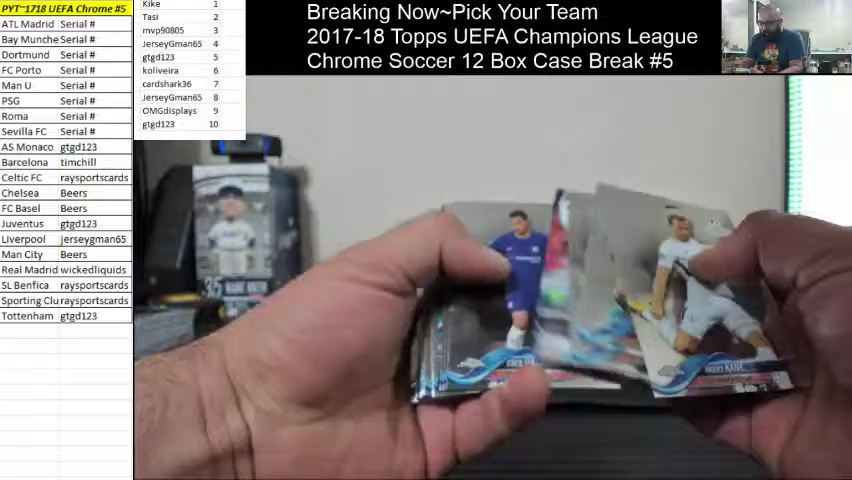 PYT~1718 UEFA Chrome #5
ATL Madrid Serial #
Bay Munche Serial #
Dortmund Serial #
FC Porto Serial #
Man U Serial #
PSG Serial #
Roma Serial #
Sevilla FC Serial #
AS Monaco gtgd123
Barcelona timchill
Celtic FC raysportscards
Chelsea Beers
FC Basel Beers
Juventus gtgd123
Liverpool jerseygman65
Man City Beers
Real Madrid wickedliquids
SL Benfica raysportscards
Sporting Clu raysportscards
Tottenham gtgd123
Kike 1
Tasi 2
mvp90805 3
JerseyGman65 4
gtgd123 5
koliveira 6
cardshark36 7
JerseyGman65 8
OMGdisplays 9
gtgd123 10
Breaking Now~Pick Your Team
2017-18 Topps UEFA Champions League
Chrome Soccer 12 Box Case Break #5
35
KANE